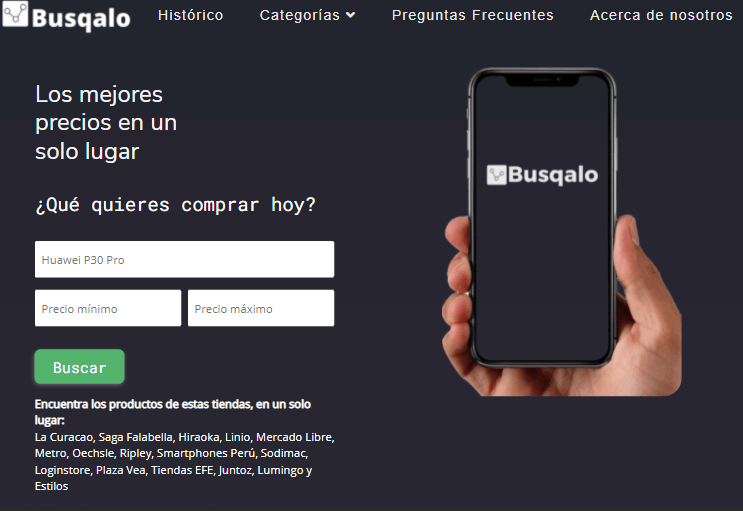 Busqalo Histórico Categorías Preguntas Frecuentes Acerca de nosotros
Los mejores
precios en un
solo lugar
Busqalo
¿Qué quieres comprar hoy?
Huawei P30 Pro
Precio mínimo Precio máximo
Buscar
Encuentra los productos de estas tiendas, en un solo
lugar:
La Curacao, Saga Falabella, Hiraoka, Linio, Mercado Libre,
Metro, Oechsle, Ripley, Smartphones Perú, Sodimac,
Loginstore, Plaza Vea, Tiendas EFE, Juntoz, Lumingo y
Estilos